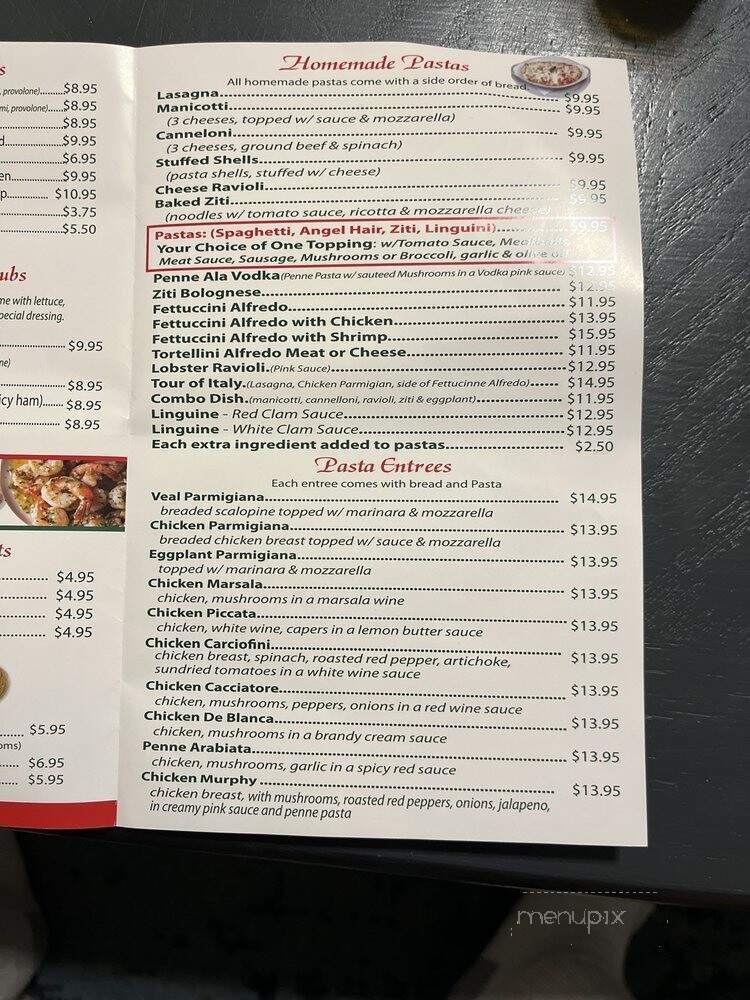 s
, provolone).......$8.95
mi, provolone).....$8.95
$8.95
d $9.95
$6.95
en $9.95
p $10.95
$3.75
$5.50
ubs
me with lettuce,
pecial dressing.
$9.95
ne)
$8.95
icy ham)....... $8.95
$8.95
ts
$4.95
$4.95
$4.95
$4.95
$5.95
oms)
$6.95
$5.95
Homemade Pastas
All homemade pastas come with a side order of bread.
Lasagna $9.95
Manicotti $9.95
(3 cheeses, topped w/ sauce & mozzarella)
Canneloni $9.95
(3 cheeses, ground beef & spinach)
Stuffed Shells $9.95
(pasta shells, stuffed w/ cheese)
Cheese Ravioli $9.95
Baked Ziti $9.95
(noodles w/ tomato sauce, ricotta & mozzarella cheese)
Pastas: (Spaghetti, Angel Hair, Ziti, Linguini) $9.95
Your Choice of One Topping: w/Tomato Sauce, Meatballs
Meat Sauce, Sausage, Mushrooms or Broccoli, garlic & olive oil
Penne Ala Vodka (Penne Pasta w/ sauteed Mushrooms in a Vodka pink sauce) $12.95
Ziti Bolognese $12.95
Fettuccini Alfredo $11.95
Fettuccini Alfredo with Chicken $13.95
Fettuccini Alfredo with Shrimp $15.95
Tortellini Alfredo Meat or Cheese $11.95
Lobster Ravioli.(Pink Sauce) $12.95
Tour of Italy.(Lasagna, Chicken Parmigian, side of Fettucinne Alfredo) $14.95
Combo Dish.(manicotti, cannelloni, ravioli, ziti & eggplant) $11.95
Linguine - Red Clam Sauce $12.95
Linguine - White Clam Sauce $12.95
Each extra ingredient added to pastas $2.50
Pasta Entrees
Each entree comes with bread and Pasta
Veal Parmigiana $14.95
breaded scalopine topped w/ marinara & mozzarella
Chicken Parmigiana $13.95
breaded chicken breast topped w/ sauce & mozzarella
Eggplant Parmigiana $13.95
topped w/ marinara & mozzarella
Chicken Marsala $13.95
chicken, mushrooms in a marsala wine
Chicken Piccata $13.95
chicken, white wine, capers in a lemon butter sauce
Chicken Carciofini $13.95
chicken breast, spinach, roasted red pepper, artichoke,
sundried tomatoes in a white wine sauce
Chicken Cacciatore $13.95
chicken, mushrooms, peppers, onions in a red wine sauce
Chicken De Blanca $13.95
chicken, mushrooms in a brandy cream sauce
Penne Arabiata $13.95
chicken, mushrooms, garlic in a spicy red sauce
Chicken Murphy $13.95
chicken breast, with mushrooms, roasted red peppers, onions, jalapeno,
in creamy pink sauce and penne pasta
menupix